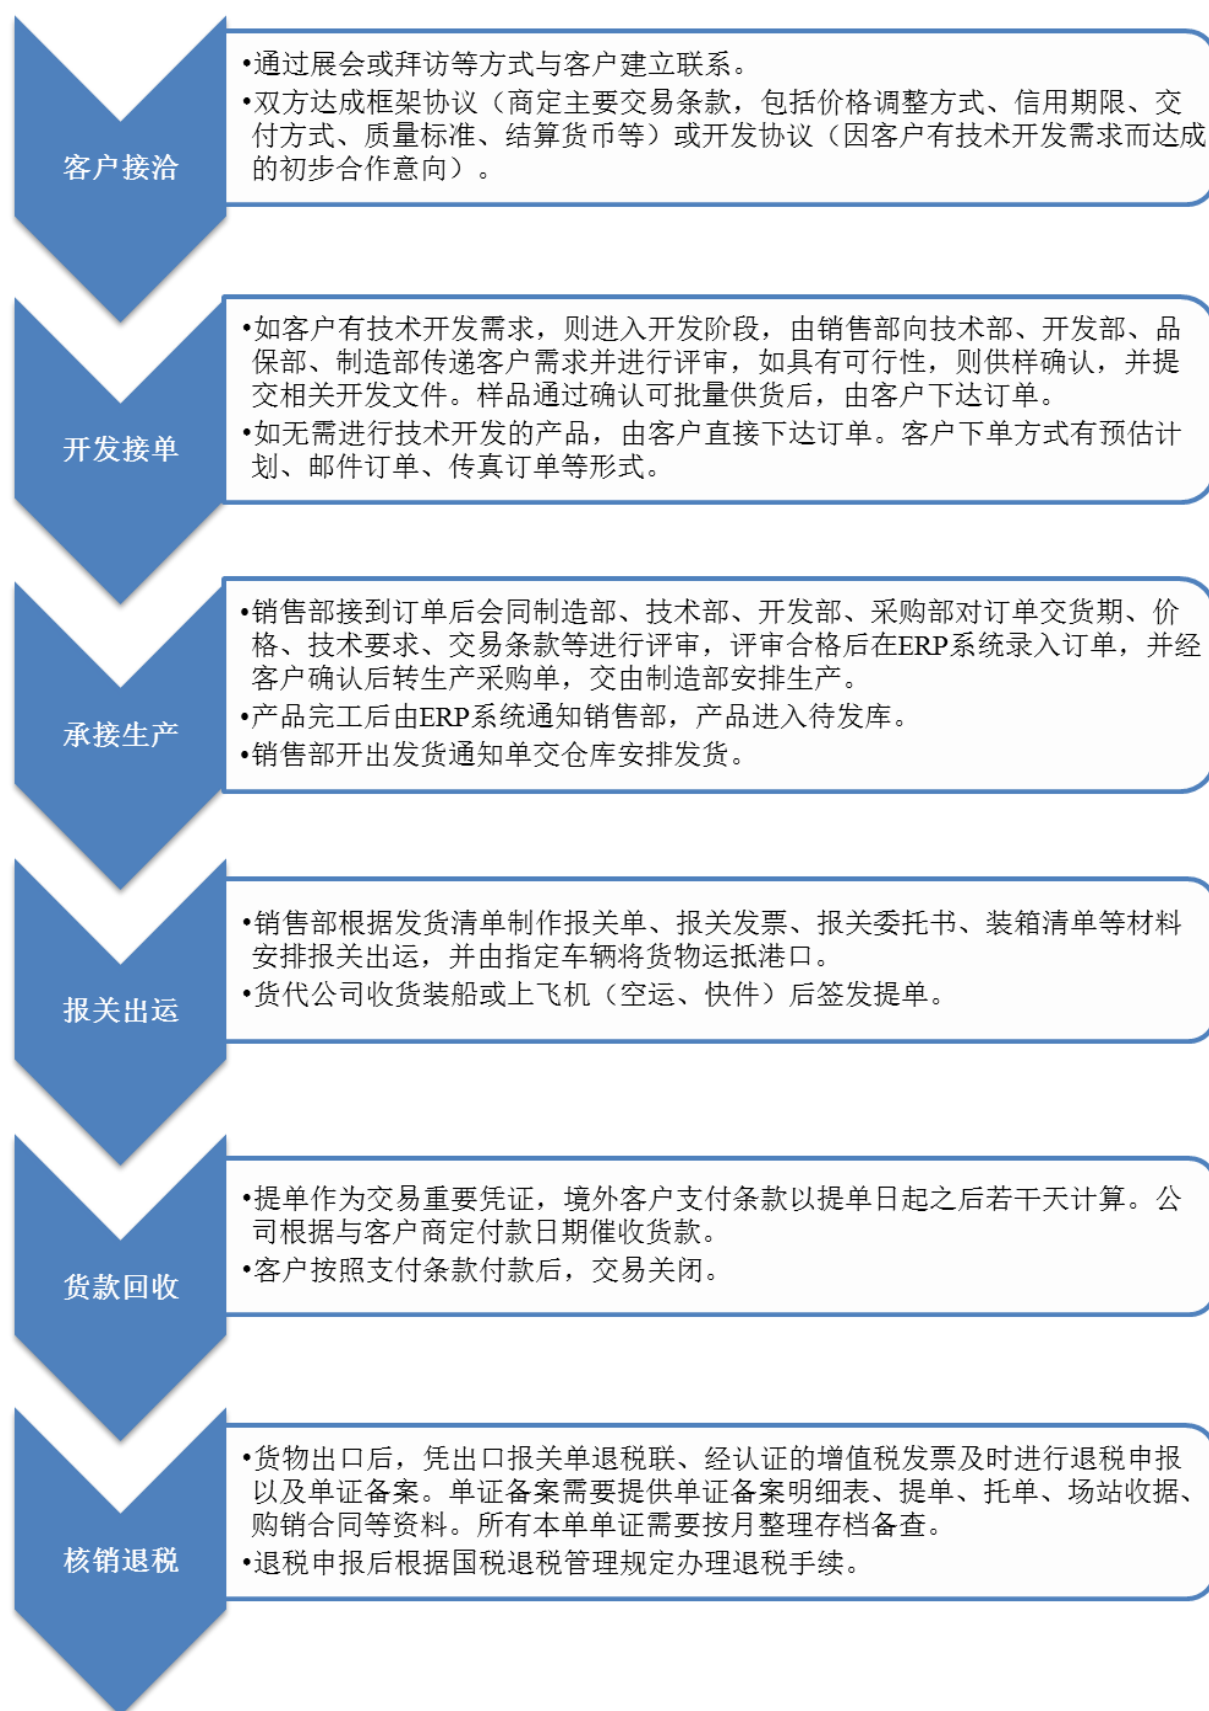 客户接洽
•通过展会或拜访等方式与客户建立联系。
•双方达成框架协议（商定主要交易条款，包括价格调整方式、信用期限、交
付方式、质量标准、结算货币等）或开发协议（因客户有技术开发需求而达成
的初步合作意向）。
开发接单
•如客户有技术开发需求，则进入开发阶段，由销售部向技术部、开发部、品
保部、制造部传递客户需求并进行评审，如具有可行性，则供样确认，并提
交相关开发文件。样品通过确认可批量供货后，由客户下达订单。
•如无需进行技术开发的产品，由客户直接下达订单。客户下单方式有预估计
划、邮件订单、传真订单等形式。
承接生产
•销售部接到订单后会同制造部、技术部、开发部、采购部对订单交货期、价
格、技术要求、交易条款等进行评审，评审合格后在ERP系统录入订单，并经
客户确认后转生产采购单，交由制造部安排生产。
•产品完工后由ERP系统通知销售部，产品进入待发库。
•销售部开出发货通知单交仓库安排发货。
报关出运
•销售部根据发货清单制作报关单、报关发票、报关委托书、装箱清单等材料
安排报关出运，并由指定车辆将货物运抵港口。
•货代公司收货装船或上飞机（空运、快件）后签发提单。
货款回收
•提单作为交易重要凭证，境外客户支付条款以提单日起之后若干天计算。公
司根据与客户商定付款日期催收货款。
•客户按照支付条款付款后，交易关闭。
核销退税
•货物出口后，凭出口报关单退税联、经认证的增值税发票及时进行退税申报
以及单证备案。单证备案需要提供单证备案明细表、提单、托单、场站收据、
购销合同等资料。所有本单单证需要按月整理存档备查。
•退税申报后根据国税退税管理规定办理退税手续。